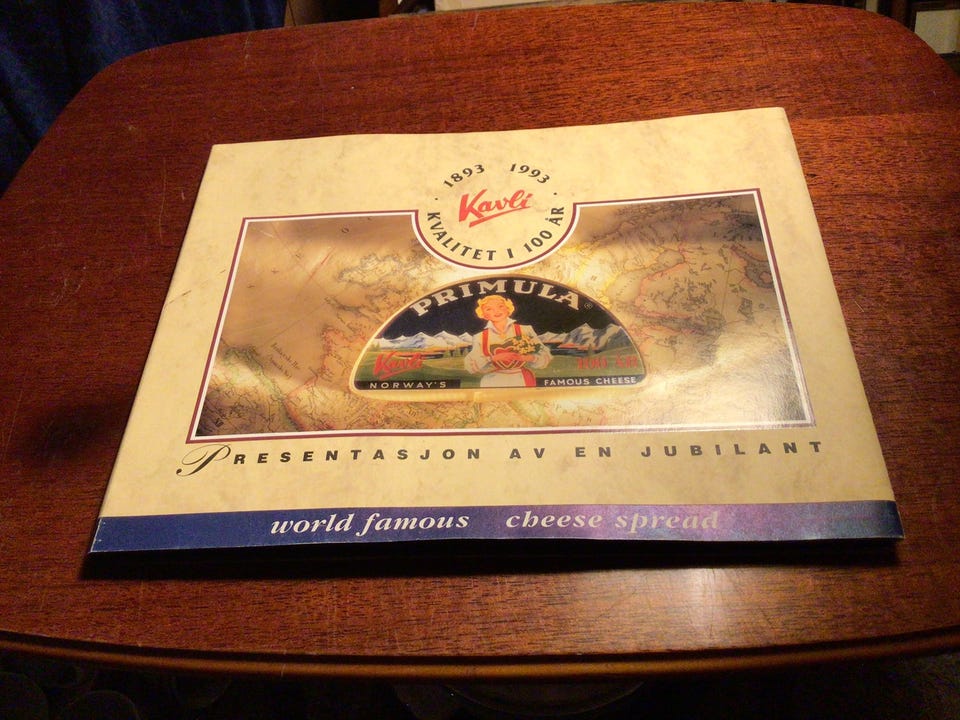 1893 1993
Kavli
· KVALITET I 100 ÅR ·
PRIMULA®
Kavli 100 ÅR
NORWAY'S FAMOUS CHEESE
PRESENTASJON AV EN JUBILANT
world famous cheese spread